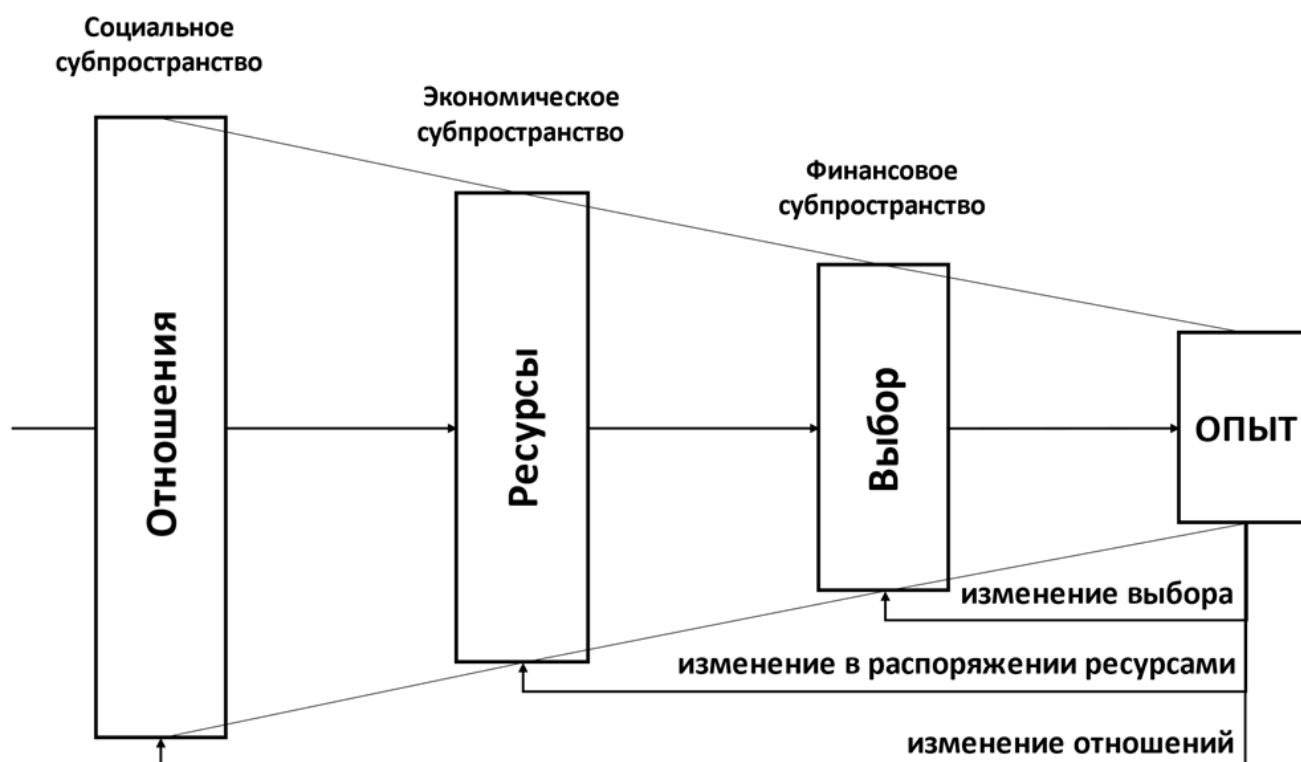 Социальное
субпространство
Экономическое
субпространство
Финансовое
субпространство
Отношения
Ресурсы
Выбор
ОПЫТ
изменение выбора
изменение в распоряжении ресурсами
изменение отношений